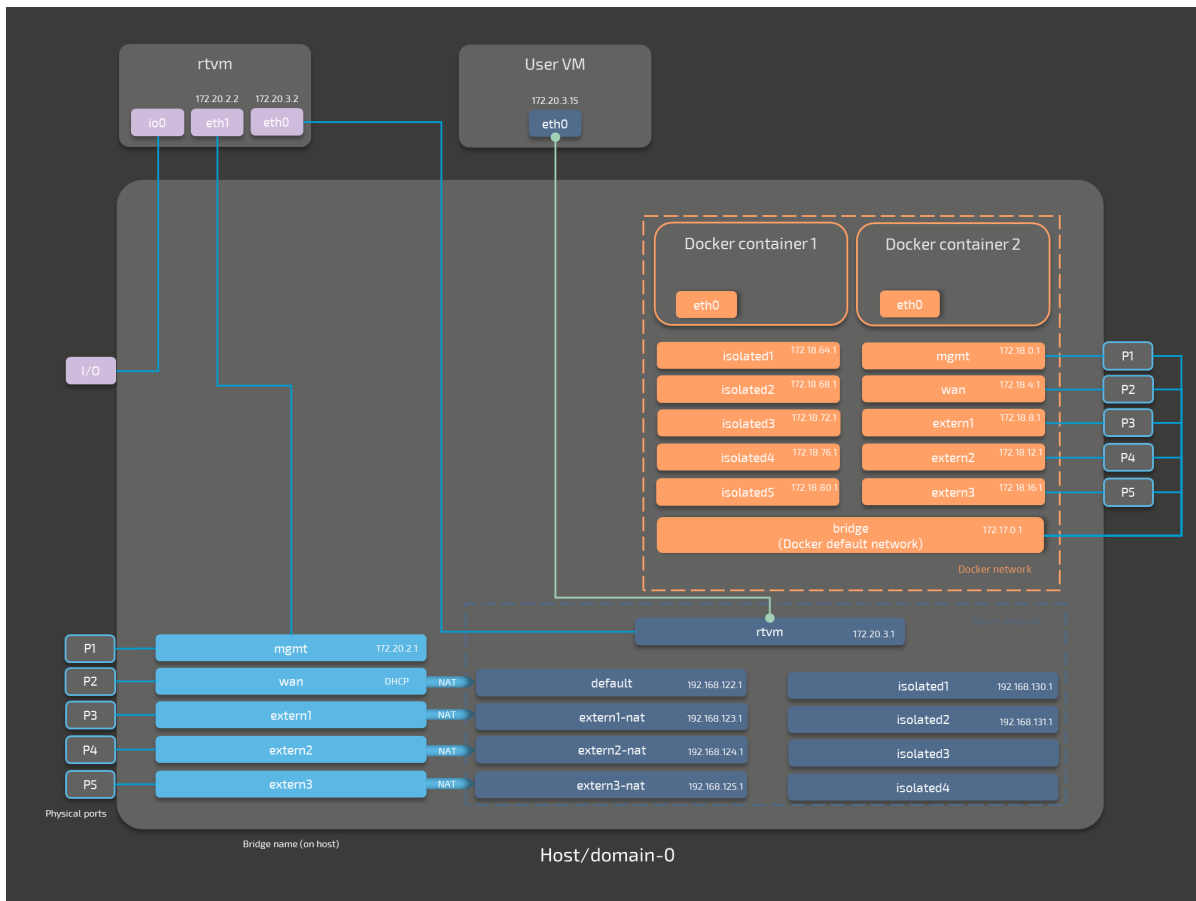 rtvm
172.20.2.2
172.20.3.2
io0
eth1
eth0
User VM
172.20.3.15
eth0
Docker container 1
Docker container 2
eth0
eth0
I/O
isolated1 172.18.64.1
isolated2 172.18.68.1
isolated3 172.18.72.1
isolated4 172.18.76.1
isolated5 172.18.80.1
mgmt 172.18.0.1
wan 172.18.4.1
extern1 172.18.8.1
extern2 172.18.12.1
extern3 172.18.16.1
P1
P2
P3
P4
P5
bridge 172.17.0.1
(Docker default network)
Docker network
rtvm 172.20.3.1
P1
P2
P3
P4
P5
Physical ports
mgmt 172.20.2.1
wan DHCP
extern1
extern2
extern3
Bridge name (on host)
NAT
NAT
NAT
NAT
default 192.168.122.1
extern1-nat 192.168.123.1
extern2-nat 192.168.124.1
extern3-nat 192.168.125.1
isolated1 192.168.130.1
isolated2 192.168.131.1
isolated3
isolated4
Host/domain-0